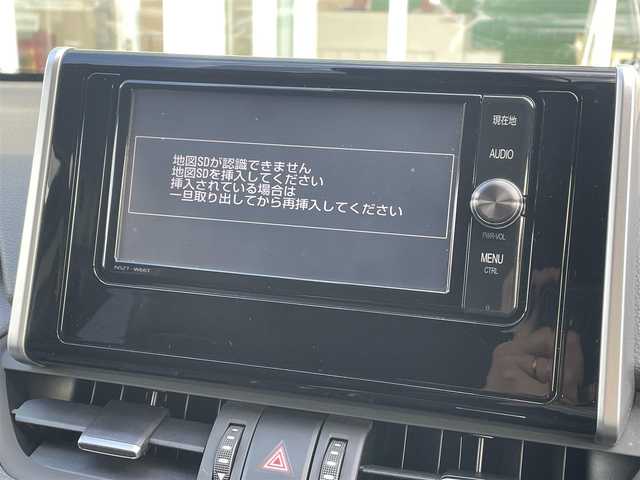 地図SDが認識できません
地図SDを挿入してください
挿入されている場合は
一旦取り出してから再挿入してください
現在地
AUDIO
PWR-VOL
MENU
CTRL
NSZT-W66T